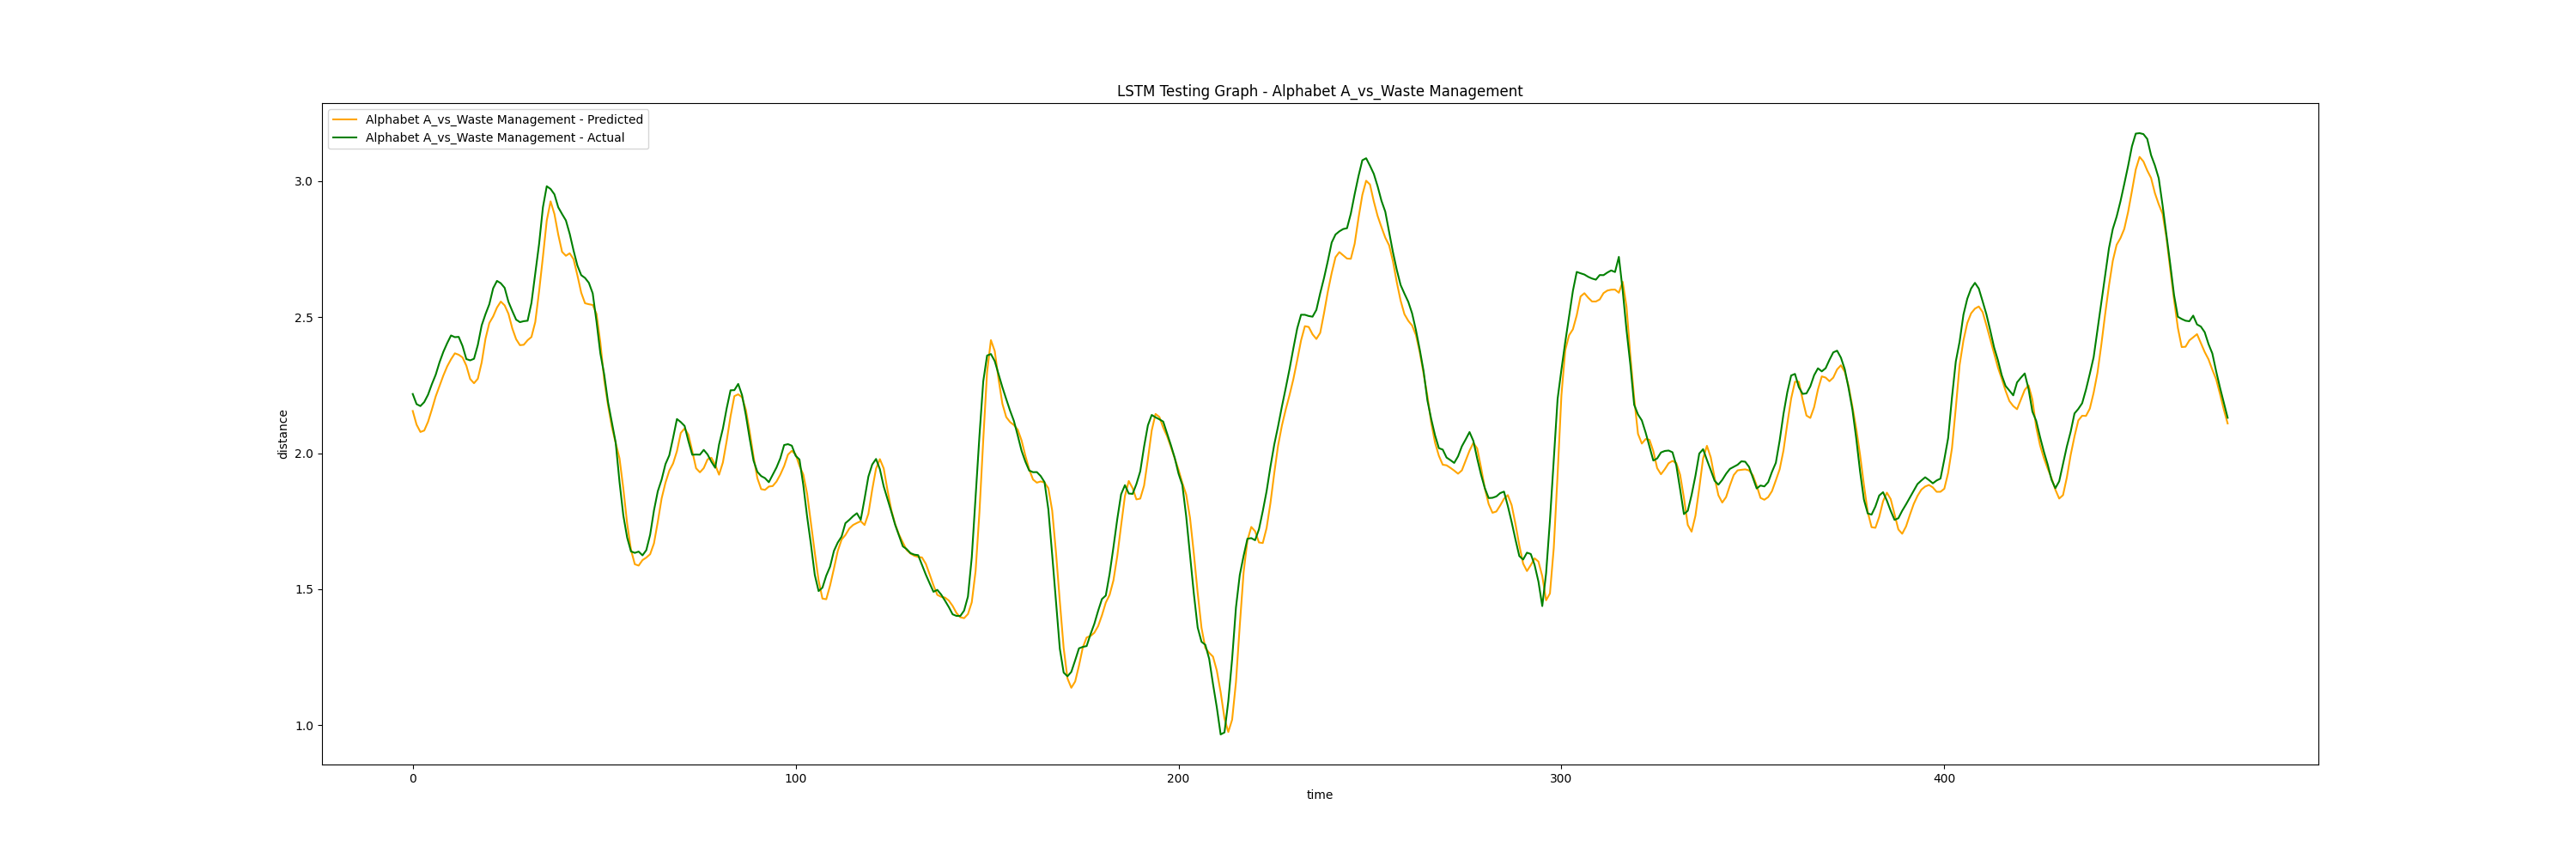 LSTM Testing Graph - Alphabet A_vs_Waste Management
Alphabet A_vs_Waste Management - Predicted
Alphabet A_vs_Waste Management - Actual
3.0
2.5
2.0
1.5
1.0
distance
0 100 200 300 400
time